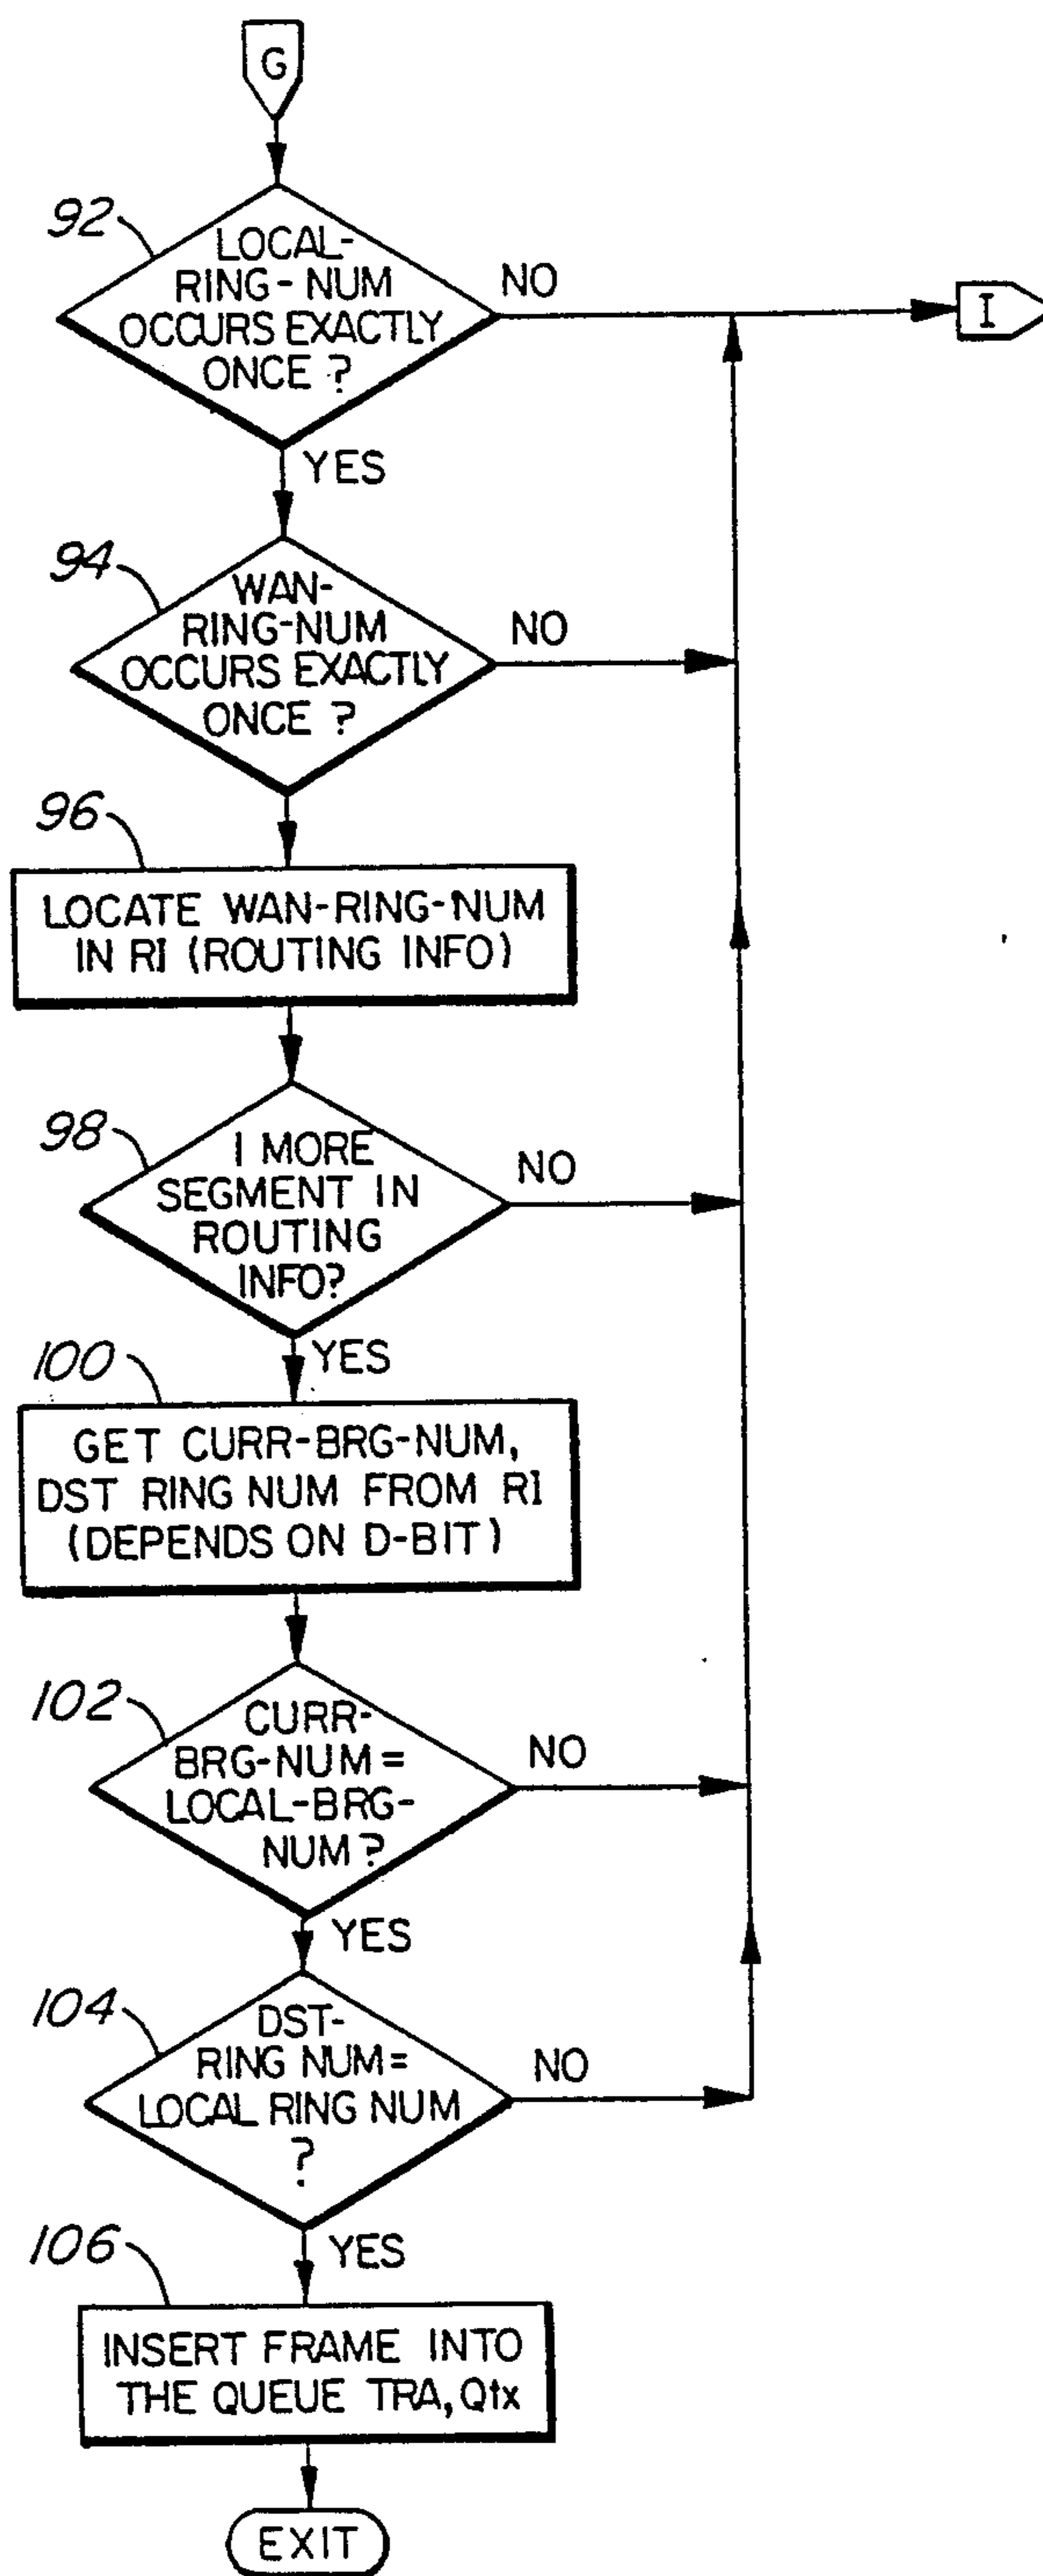 G
92
LOCAL-
RING-NUM
OCCURS EXACTLY
ONCE ?
NO
I
YES
94
WAN-
RING-NUM
OCCURS EXACTLY
ONCE ?
NO
96
LOCATE WAN-RING-NUM
IN RI (ROUTING INFO)
98
1 MORE
SEGMENT IN
ROUTING
INFO?
NO
YES
100
GET CURR-BRG-NUM,
DST RING NUM FROM RI
(DEPENDS ON D-BIT)
102
CURR-
BRG-NUM =
LOCAL-BRG-
NUM ?
NO
YES
104
DST-
RING NUM =
LOCAL RING NUM
?
NO
YES
106
INSERT FRAME INTO
THE QUEUE TRA, Qtx
EXIT